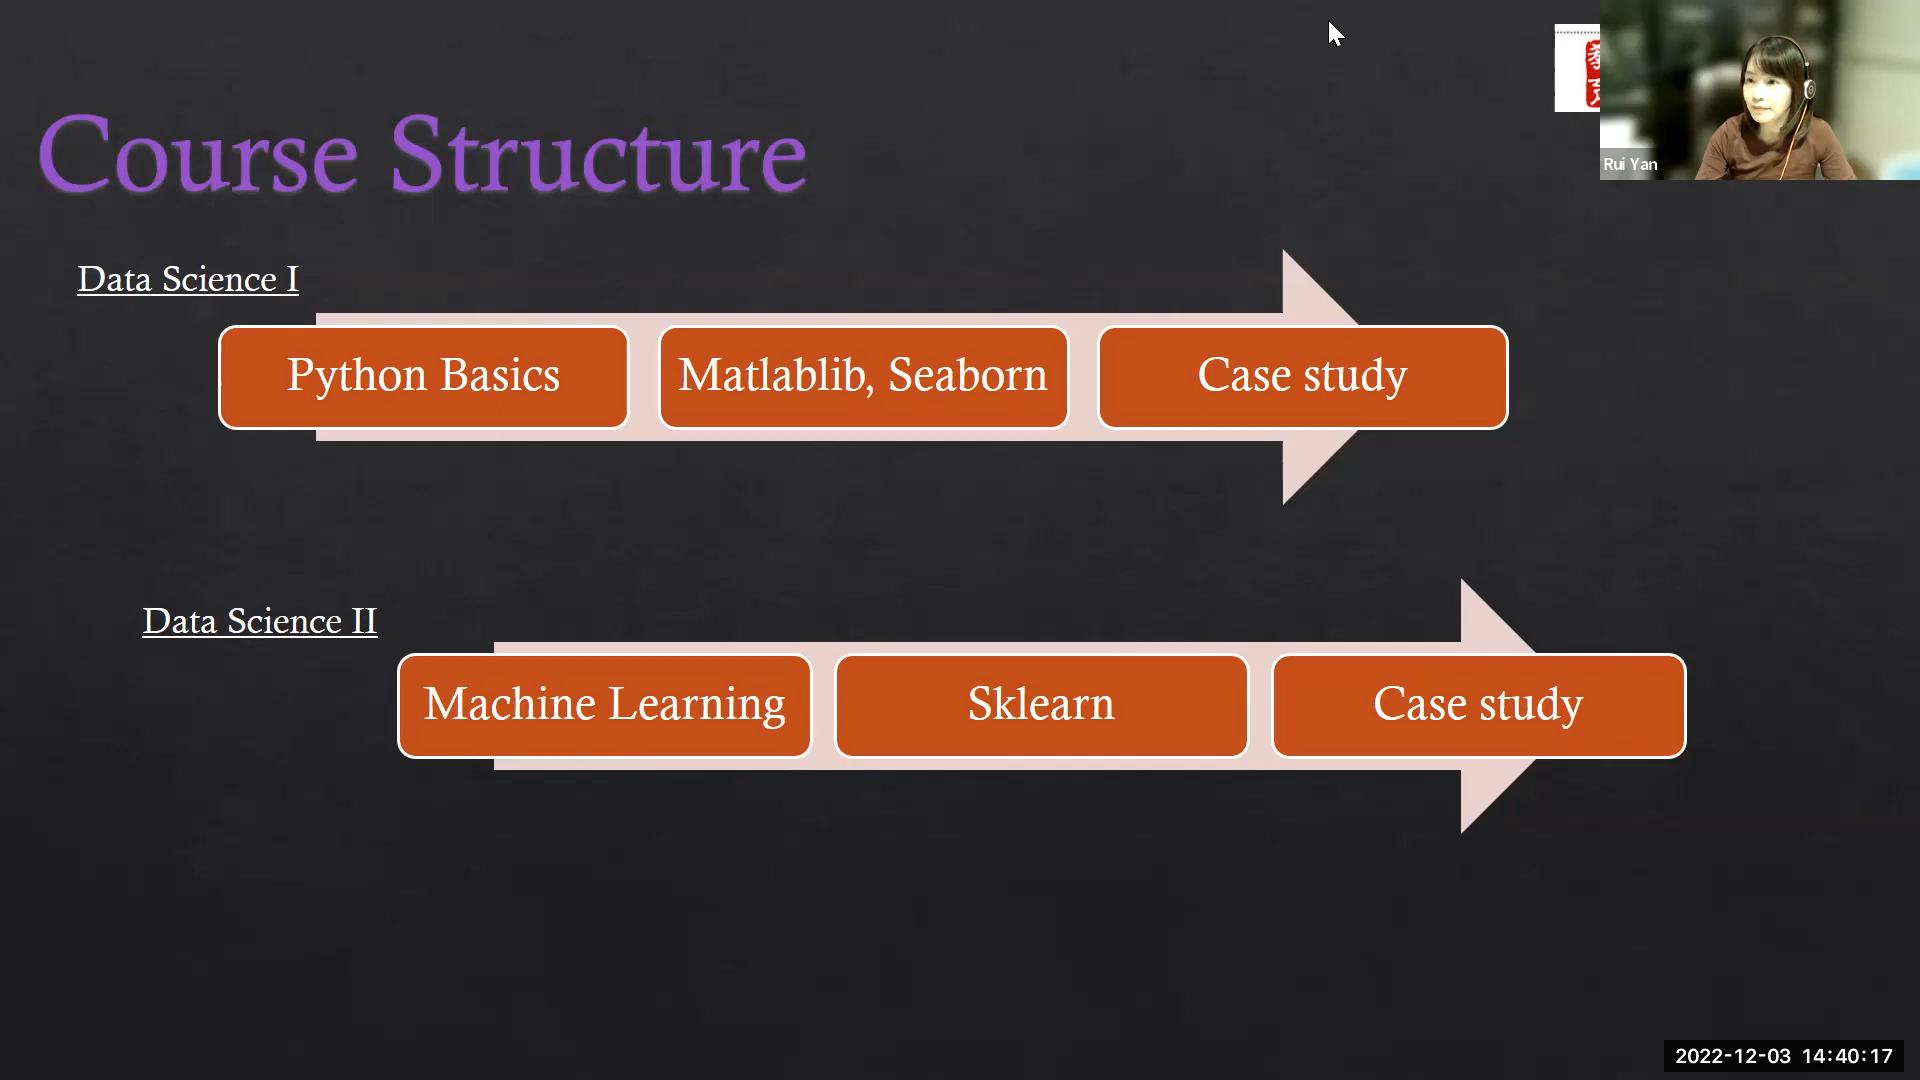 Course Structure
Rui Yan
Data Science I
Python Basics
Matlablib, Seaborn
Case study
Data Science II
Machine Learning
Sklearn
Case study
2022-12-03 14:40:17